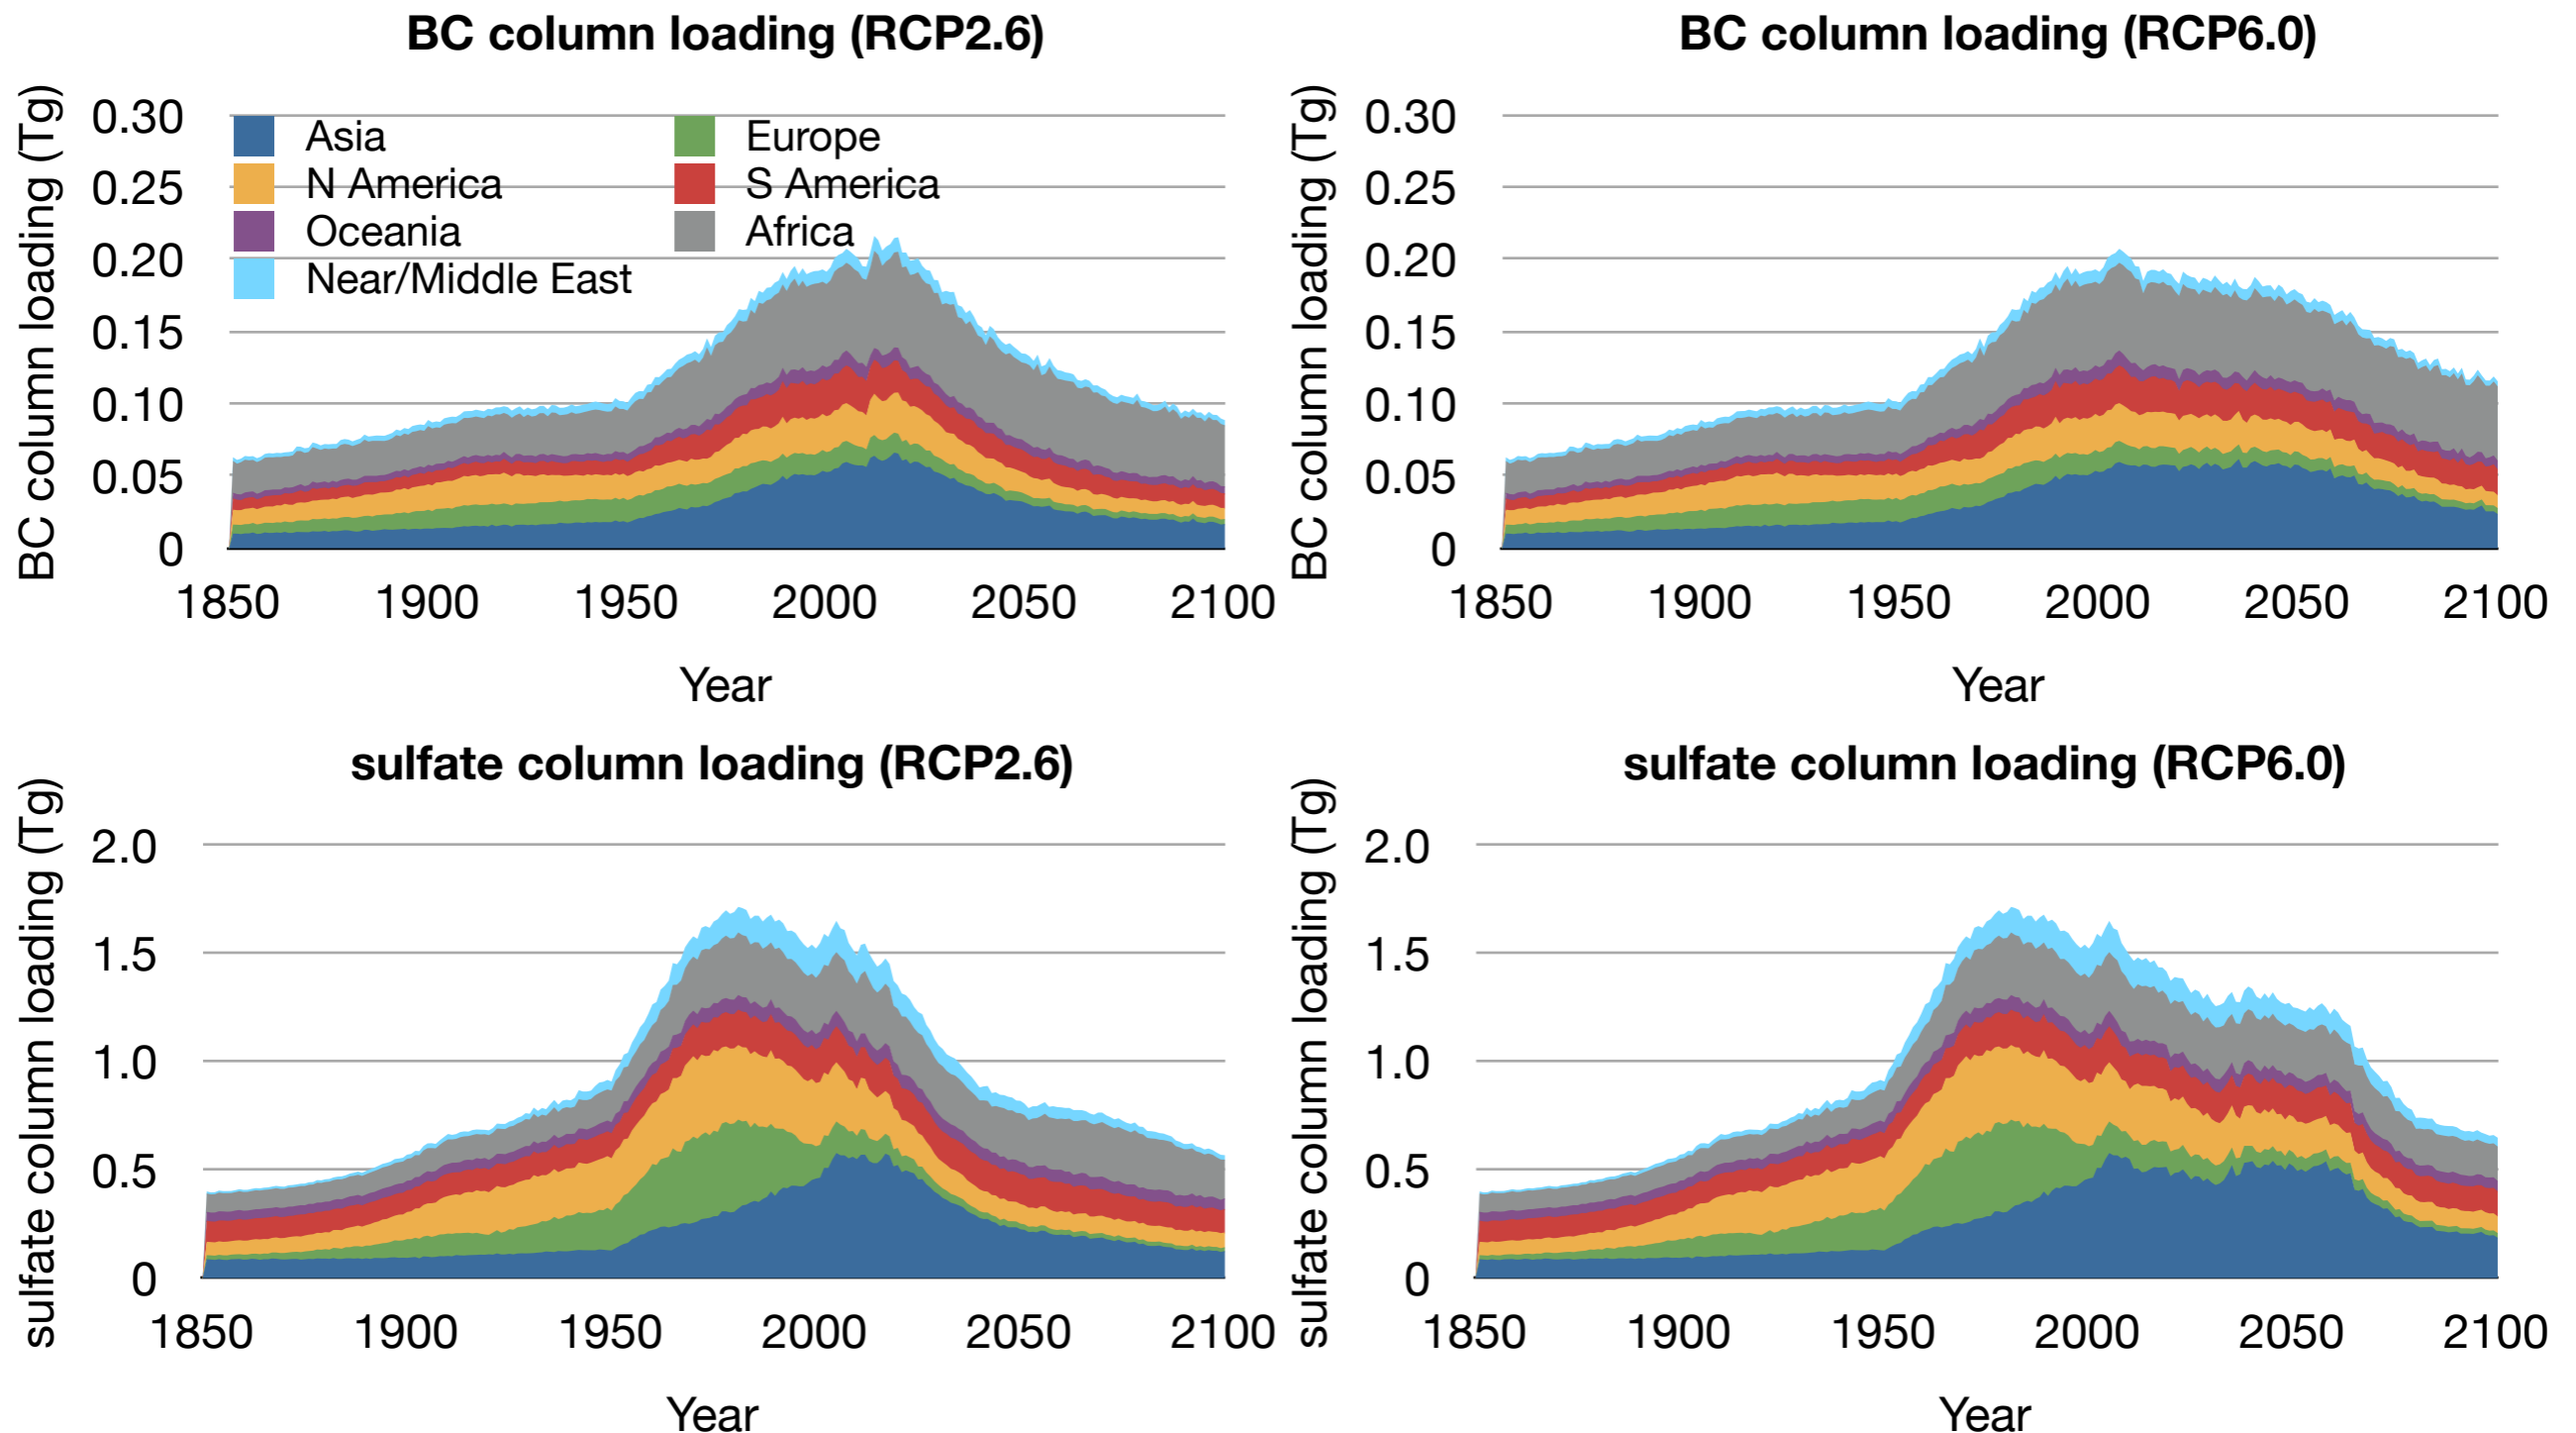 BC column loading (RCP2.6)
BC column loading (Tg)
0.30
0.25
0.20
0.15
0.10
0.05
0
Asia
Europe
N America
S America
Oceania
Africa
Near/Middle East
1850 1900 1950 2000 2050 2100
Year
BC column loading (RCP6.0)
BC column loading (Tg)
0.30
0.25
0.20
0.15
0.10
0.05
0
1850 1900 1950 2000 2050 2100
Year
sulfate column loading (RCP2.6)
sulfate column loading (Tg)
2.0
1.5
1.0
0.5
0
1850 1900 1950 2000 2050 2100
Year
sulfate column loading (RCP6.0)
sulfate column loading (Tg)
2.0
1.5
1.0
0.5
0
1850 1900 1950 2000 2050 2100
Year